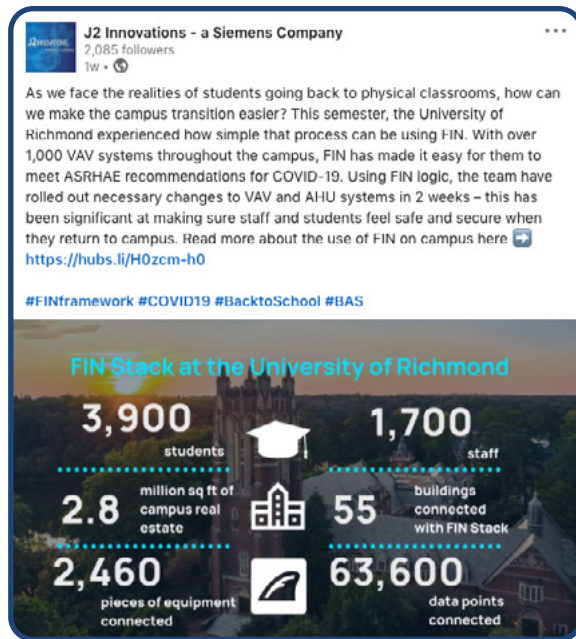 J2 Innovations - a Siemens Company
2,085 followers
1w •
As we face the realities of students going back to physical classrooms, how can
we make the campus transition easier? This semester, the University of
Richmond experienced how simple that process can be using FIN. With over
1,000 VAV systems throughout the campus, FIN has made it easy for them to
meet ASRHAE recommendations for COVID-19. Using FIN logic, the team have
rolled out necessary changes to VAV and AHU systems in 2 weeks – this has
been significant at making sure staff and students feel safe and secure when
they return to campus. Read more about the use of FIN on campus here ➡️
https://hubs.li/H0zcm-h0
#FINframework #COVID19 #BacktoSchool #BAS
FIN Stack at the University of Richmond
3,900
students
1,700
staff
2.8
million sq ft of
campus real
estate
55
buildings
connected
with FIN Stack
2,460
pieces of equipment
connected
63,600
data points
connected